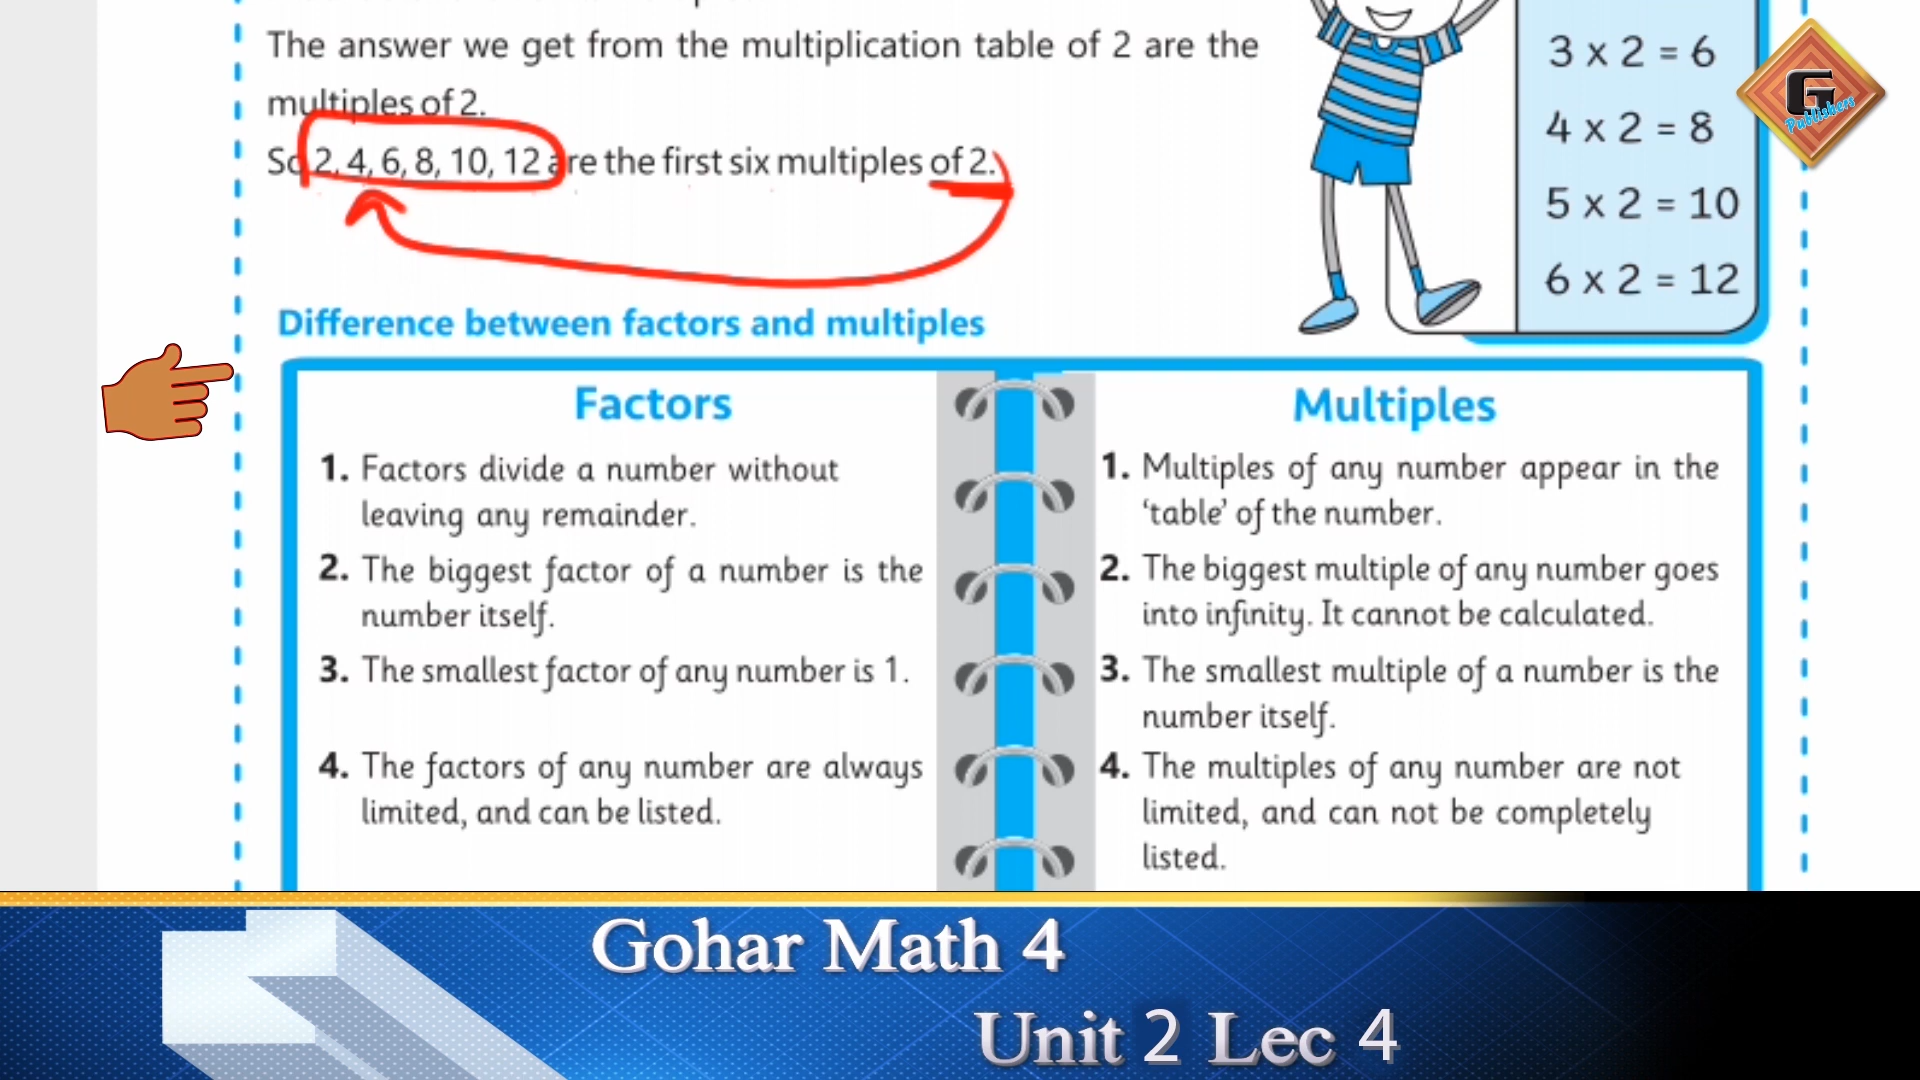 The answer we get from the multiplication table of 2 are the
multiples of 2.
So 2, 4, 6, 8, 10, 12 are the first six multiples of 2.
3 x 2 = 6
4 x 2 = 8
5 x 2 = 10
6 x 2 = 12
G
Publishers
Difference between factors and multiples
Factors
1. Factors divide a number without
leaving any remainder.
2. The biggest factor of a number is the
number itself.
3. The smallest factor of any number is 1.
4. The factors of any number are always
limited, and can be listed.
Multiples
1. Multiples of any number appear in the
‘table’ of the number.
2. The biggest multiple of any number goes
into infinity. It cannot be calculated.
3. The smallest multiple of a number is the
number itself.
4. The multiples of any number are not
limited, and can not be completely
listed.
Gohar Math 4
Unit 2 Lec 4